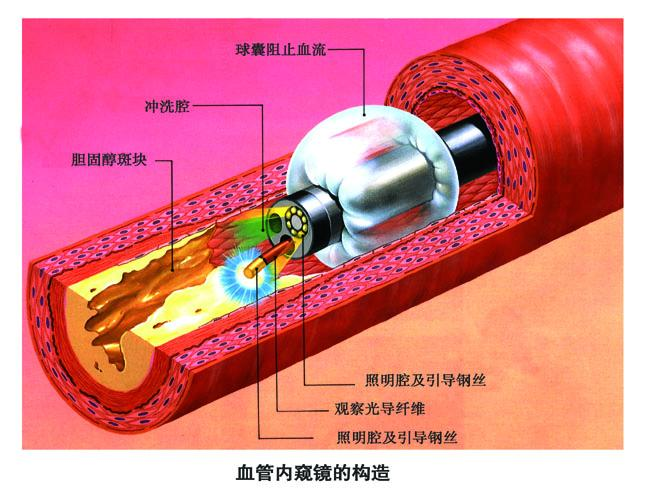 球囊阻止血流
冲洗腔
胆固醇斑块
照明腔及引导钢丝
观察光导纤维
照明腔及引导钢丝
血管内窥镜的构造